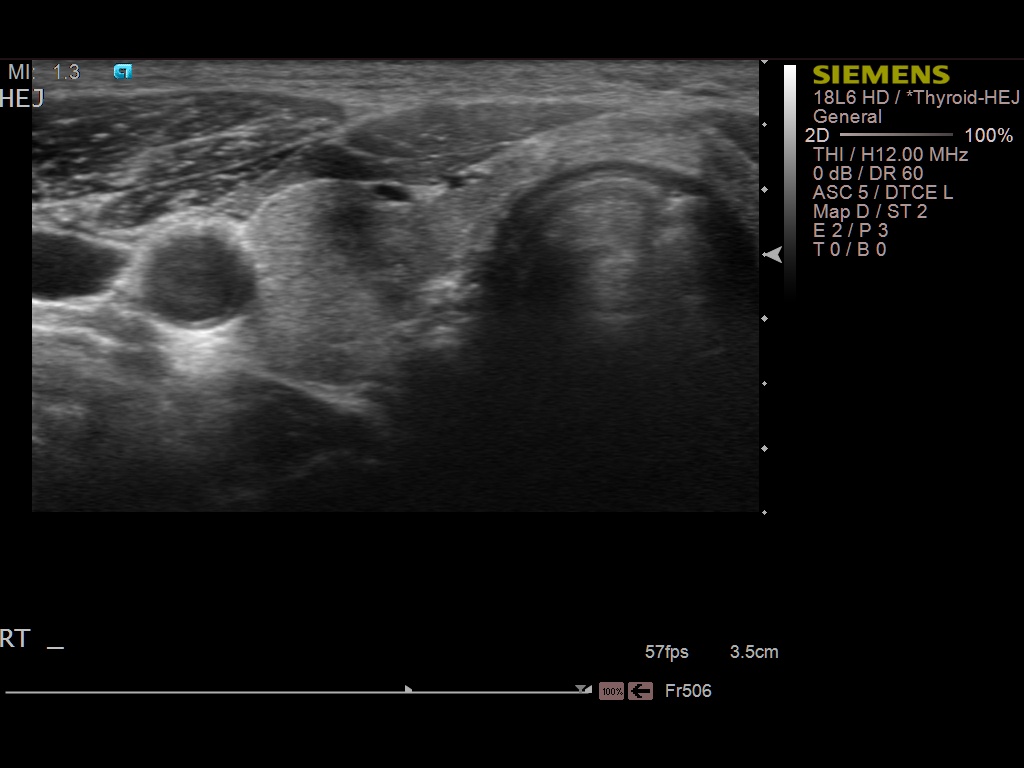 MI: 1.3
HEJ
SIEMENS
18L6 HD / *Thyroid-HEJ
General
2D 100%
THI / H12.00 MHz
0 dB / DR 60
ASC 5 / DTCE L
Map D / ST 2
E 2 / P 3
T 0 / B 0
RT _
57fps 3.5cm
100% Fr506